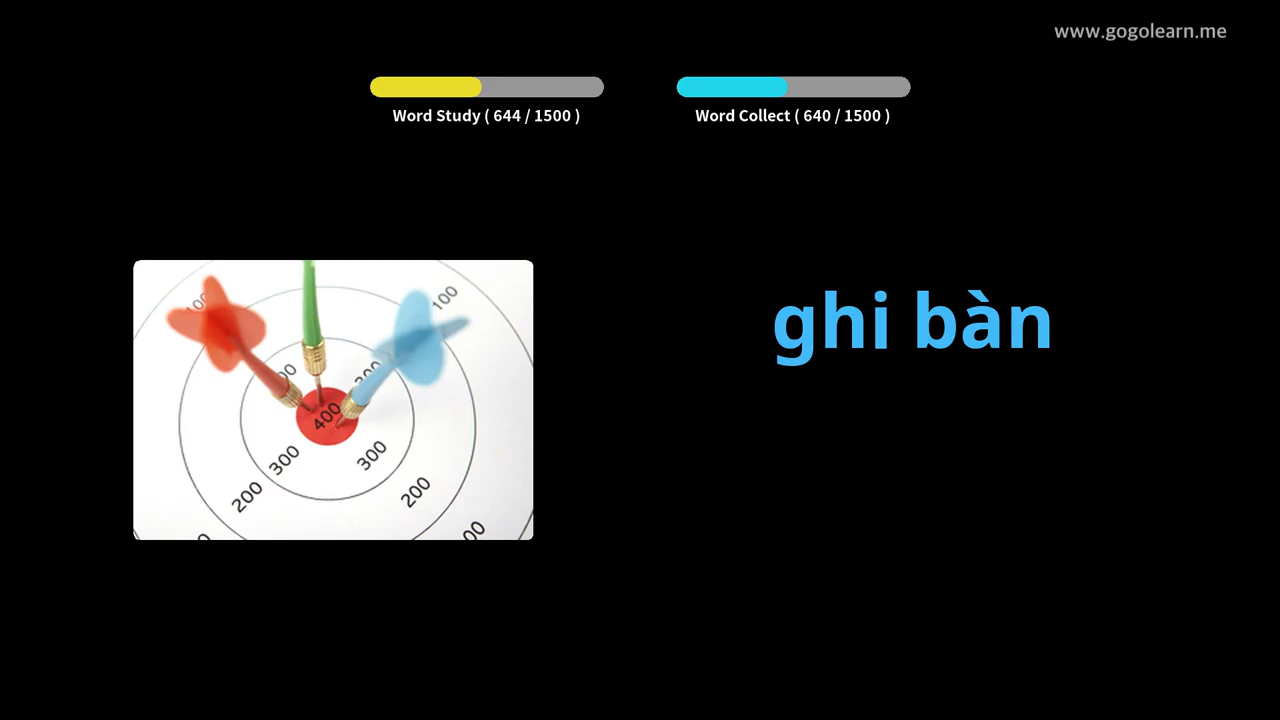 www.gogolearn.me
Word Study ( 644 / 1500 )
Word Collect ( 640 / 1500 )
ghi bàn
100
100
200
400
300
300
200
200